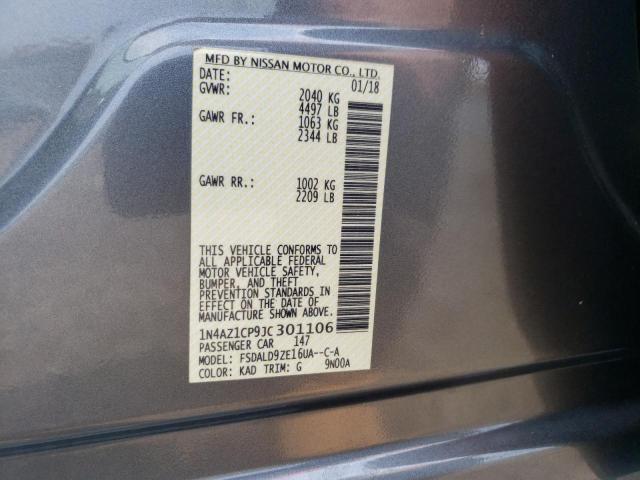 MFD BY NISSAN MOTOR CO., LTD.
DATE: 01/18
GVWR: 2040 KG
4497 LB
GAWR FR.: 1063 KG
2344 LB
GAWR RR.: 1002 KG
2209 LB
THIS VEHICLE CONFORMS TO
ALL APPLICABLE FEDERAL
MOTOR VEHICLE SAFETY,
BUMPER, AND THEFT
PREVENTION STANDARDS IN
EFFECT ON THE DATE OF
MANUFACTURE SHOWN ABOVE.
1N4AZ1CP9JC301106
PASSENGER CAR 147
MODEL: FSDALD9ZE16UA--C-A
COLOR: KAD TRIM: G 9N00A